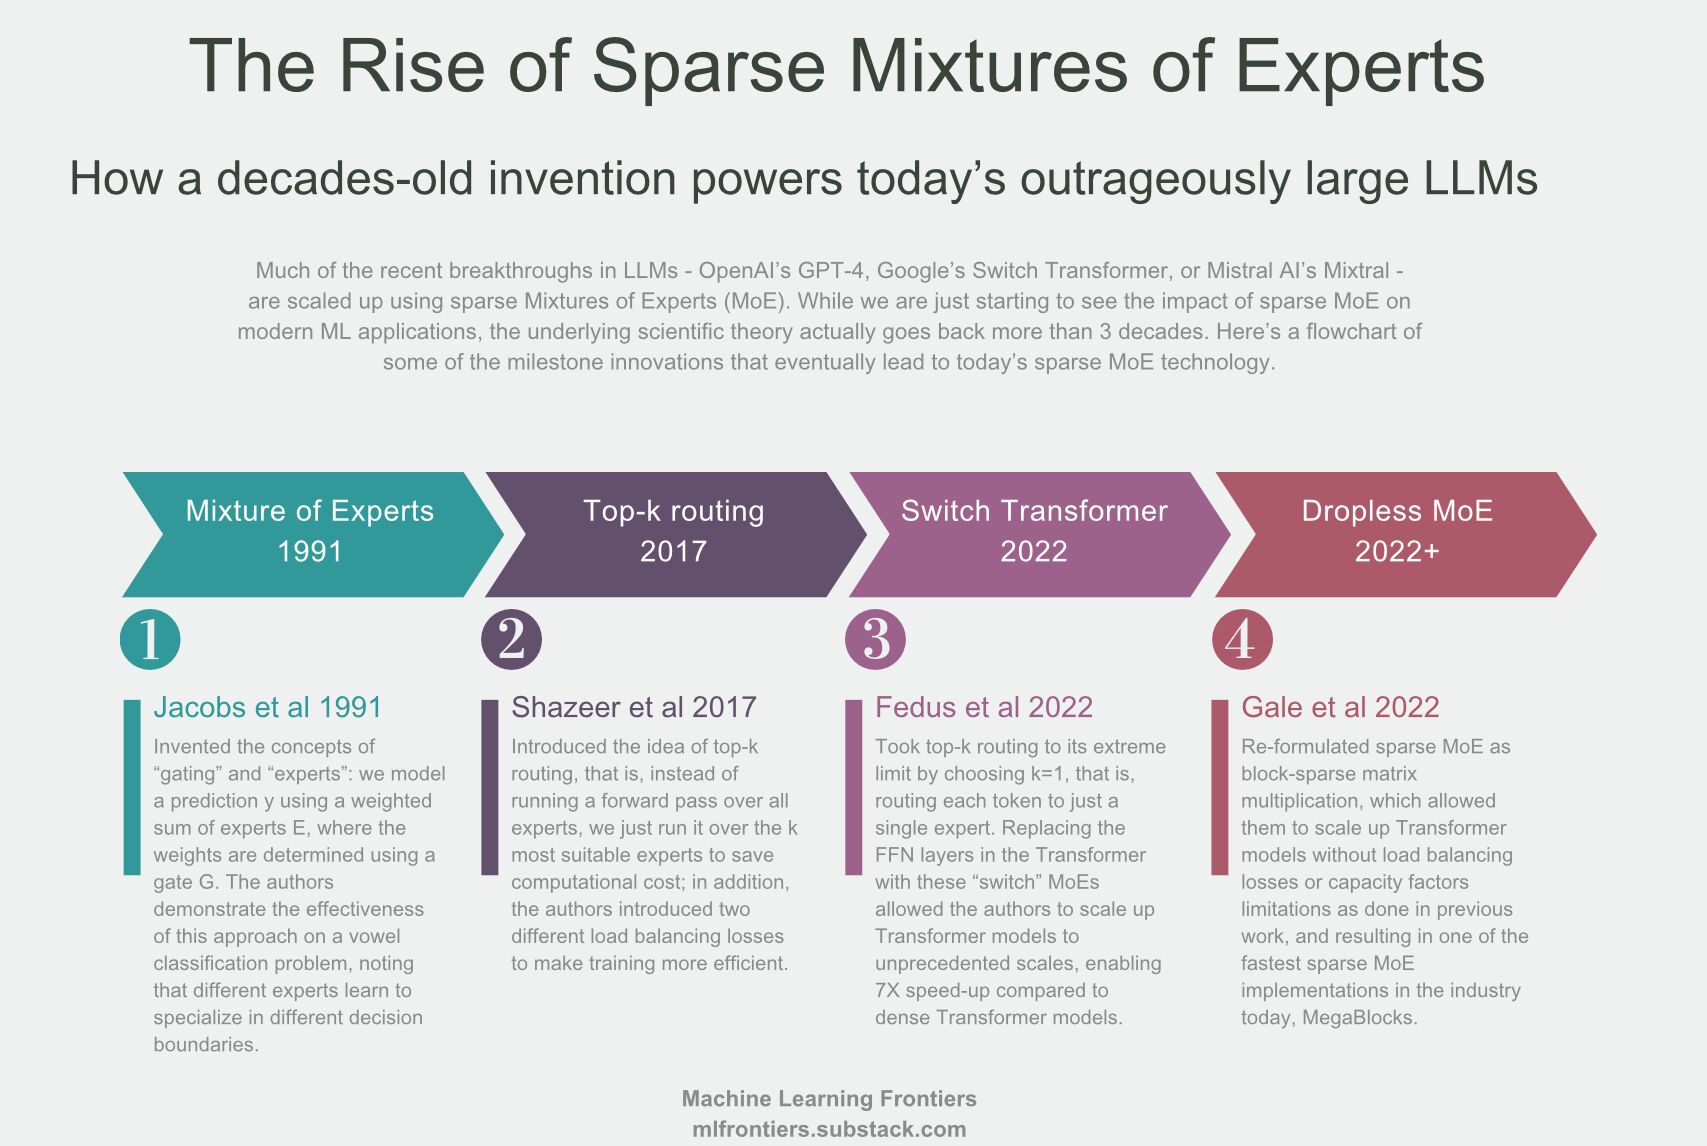 The Rise of Sparse Mixtures of Experts
How a decades-old invention powers today’s outrageously large LLMs
Much of the recent breakthroughs in LLMs - OpenAI’s GPT-4, Google’s Switch Transformer, or Mistral AI’s Mixtral -
are scaled up using sparse Mixtures of Experts (MoE). While we are just starting to see the impact of sparse MoE on
modern ML applications, the underlying scientific theory actually goes back more than 3 decades. Here’s a flowchart of
some of the milestone innovations that eventually lead to today’s sparse MoE technology.
Mixture of Experts
1991
1
Jacobs et al 1991
Invented the concepts of
“gating” and “experts”: we model
a prediction y using a weighted
sum of experts E, where the
weights are determined using a
gate G. The authors
demonstrate the effectiveness
of this approach on a vowel
classification problem, noting
that different experts learn to
specialize in different decision
boundaries.
Top-k routing
2017
2
Shazeer et al 2017
Introduced the idea of top-k
routing, that is, instead of
running a forward pass over all
experts, we just run it over the k
most suitable experts to save
computational cost; in addition,
the authors introduced two
different load balancing losses
to make training more efficient.
Switch Transformer
2022
3
Fedus et al 2022
Took top-k routing to its extreme
limit by choosing k=1, that is,
routing each token to just a
single expert. Replacing the
FFN layers in the Transformer
with these “switch” MoEs
allowed the authors to scale up
Transformer models to
unprecedented scales, enabling
7X speed-up compared to
dense Transformer models.
Dropless MoE
2022+
4
Gale et al 2022
Re-formulated sparse MoE as
block-sparse matrix
multiplication, which allowed
them to scale up Transformer
models without load balancing
losses or capacity factors
limitations as done in previous
work, and resulting in one of the
fastest sparse MoE
implementations in the industry
today, MegaBlocks.
Machine Learning Frontiers
mlfrontiers.substack.com